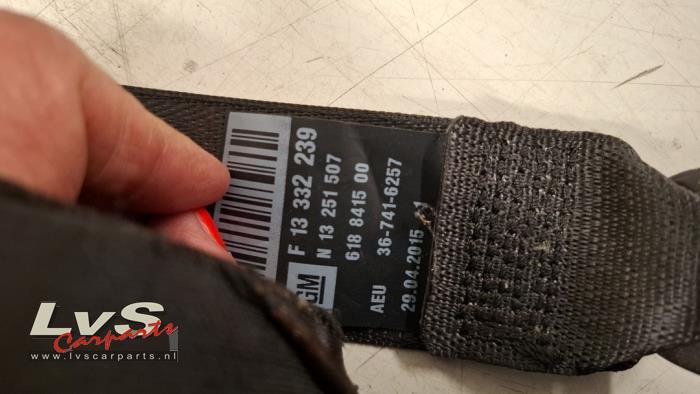 F 13 332 239
N 13 251 507
618 8415 00
36-741-6257
GM
AEU
29.04.2015
LvS
Carparts
www.lvscarparts.nl